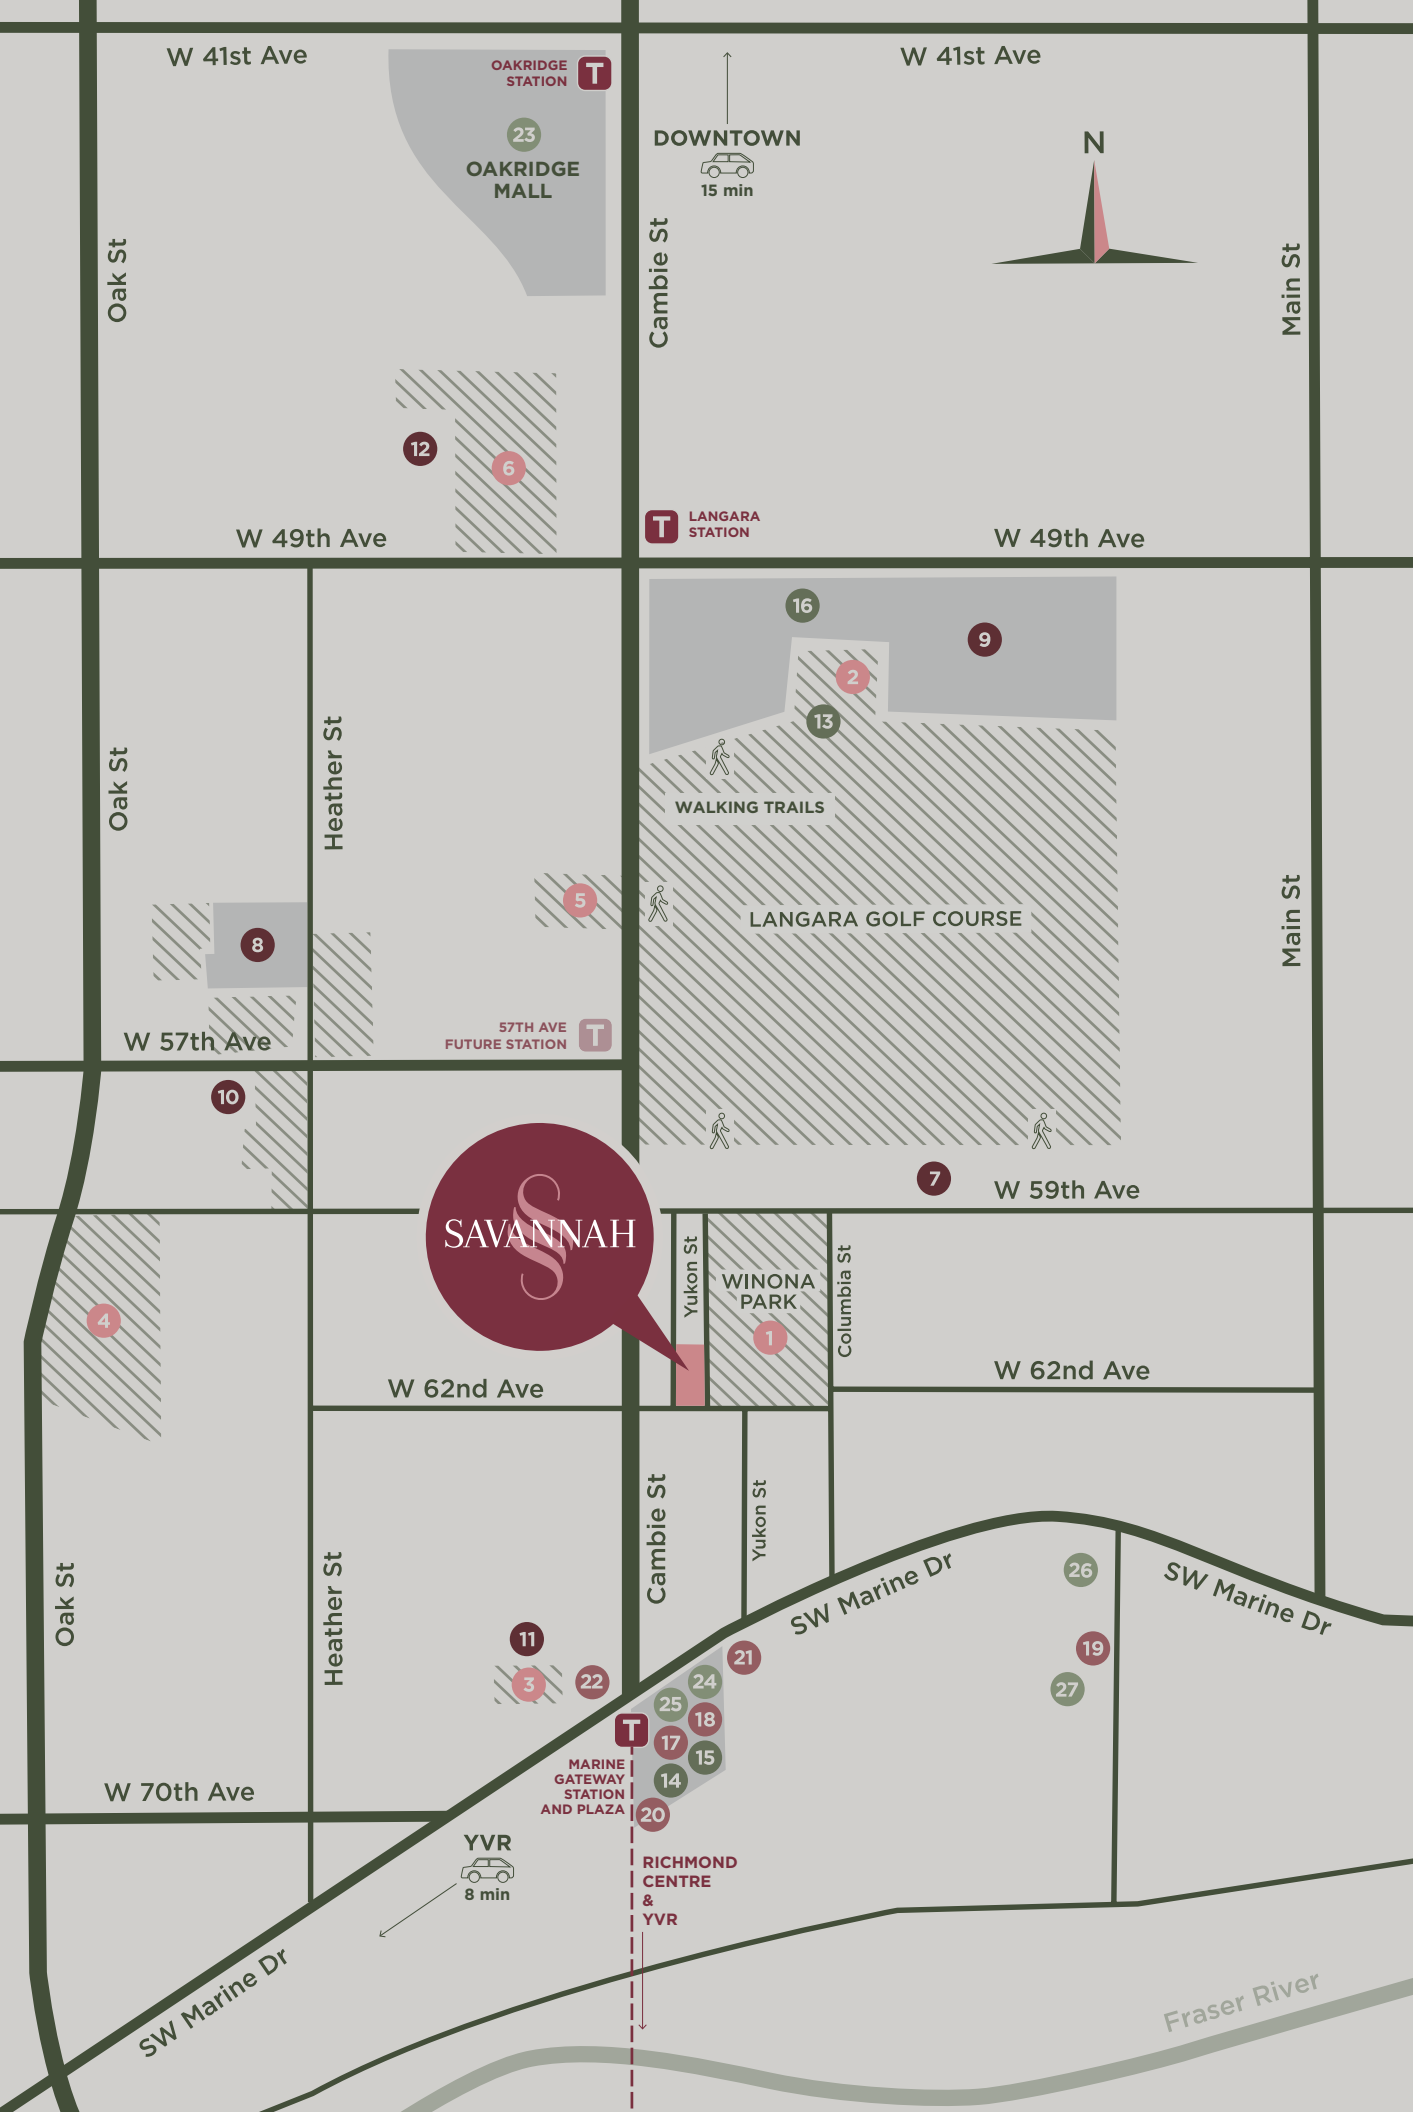 W 41st Ave
W 41st Ave
OAKRIDGE
STATION
T
23
OAKRIDGE
MALL
DOWNTOWN
15 min
N
Oak St
Cambie St
Main St
12
6
T
LANGARA
STATION
W 49th Ave
W 49th Ave
16
9
2
13
Oak St
Heather St
WALKING TRAILS
5
LANGARA GOLF COURSE
Main St
8
57TH AVE
FUTURE STATION
T
W 57th Ave
10
7
W 59th Ave
S
SAVANNAH
Yukon St
WINONA
PARK
1
Columbia St
4
W 62nd Ave
W 62nd Ave
Oak St
Heather St
Cambie St
Yukon St
SW Marine Dr
SW Marine Dr
26
19
27
11
3
22
21
24
25
18
17
15
14
20
T
MARINE
GATEWAY
STATION
AND PLAZA
W 70th Ave
YVR
8 min
RICHMOND
CENTRE
&
YVR
SW Marine Dr
Fraser River